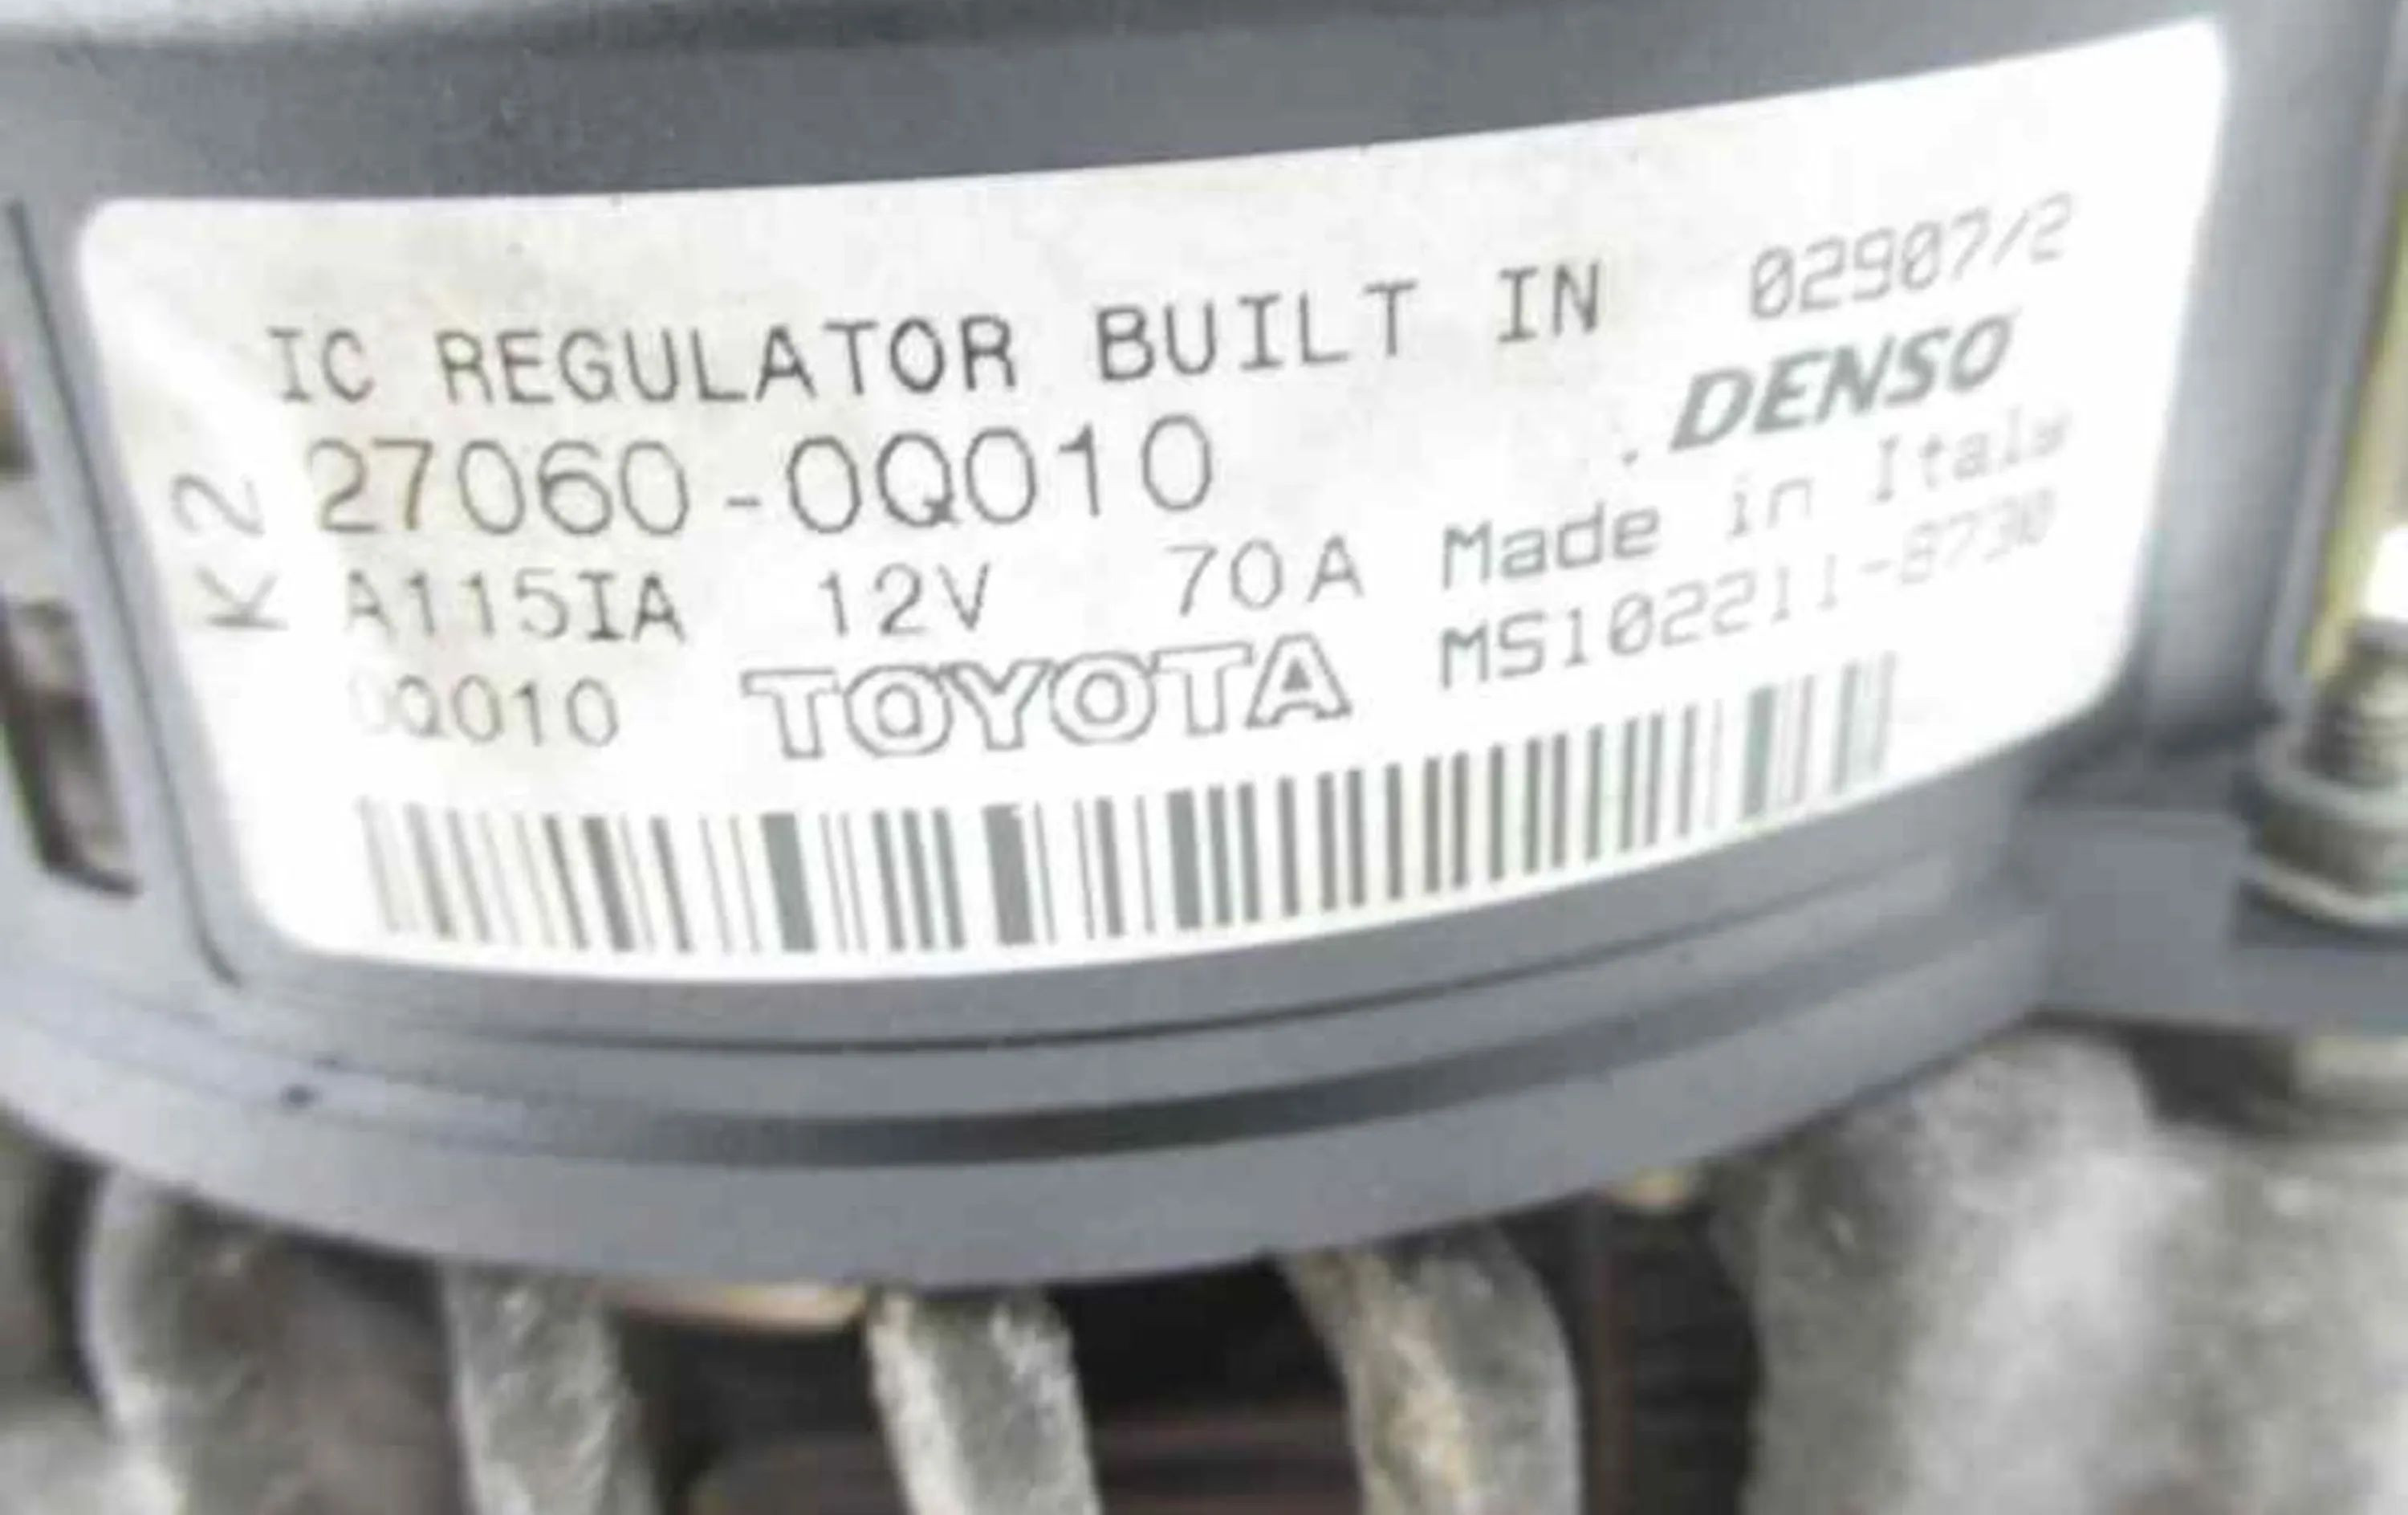 IC REGULATOR BUILT IN 02907/2
27060-0Q010 DENSO
K2
A115IA 12V 70A Made in Italy
0Q010 TOYOTA MS102211-8730